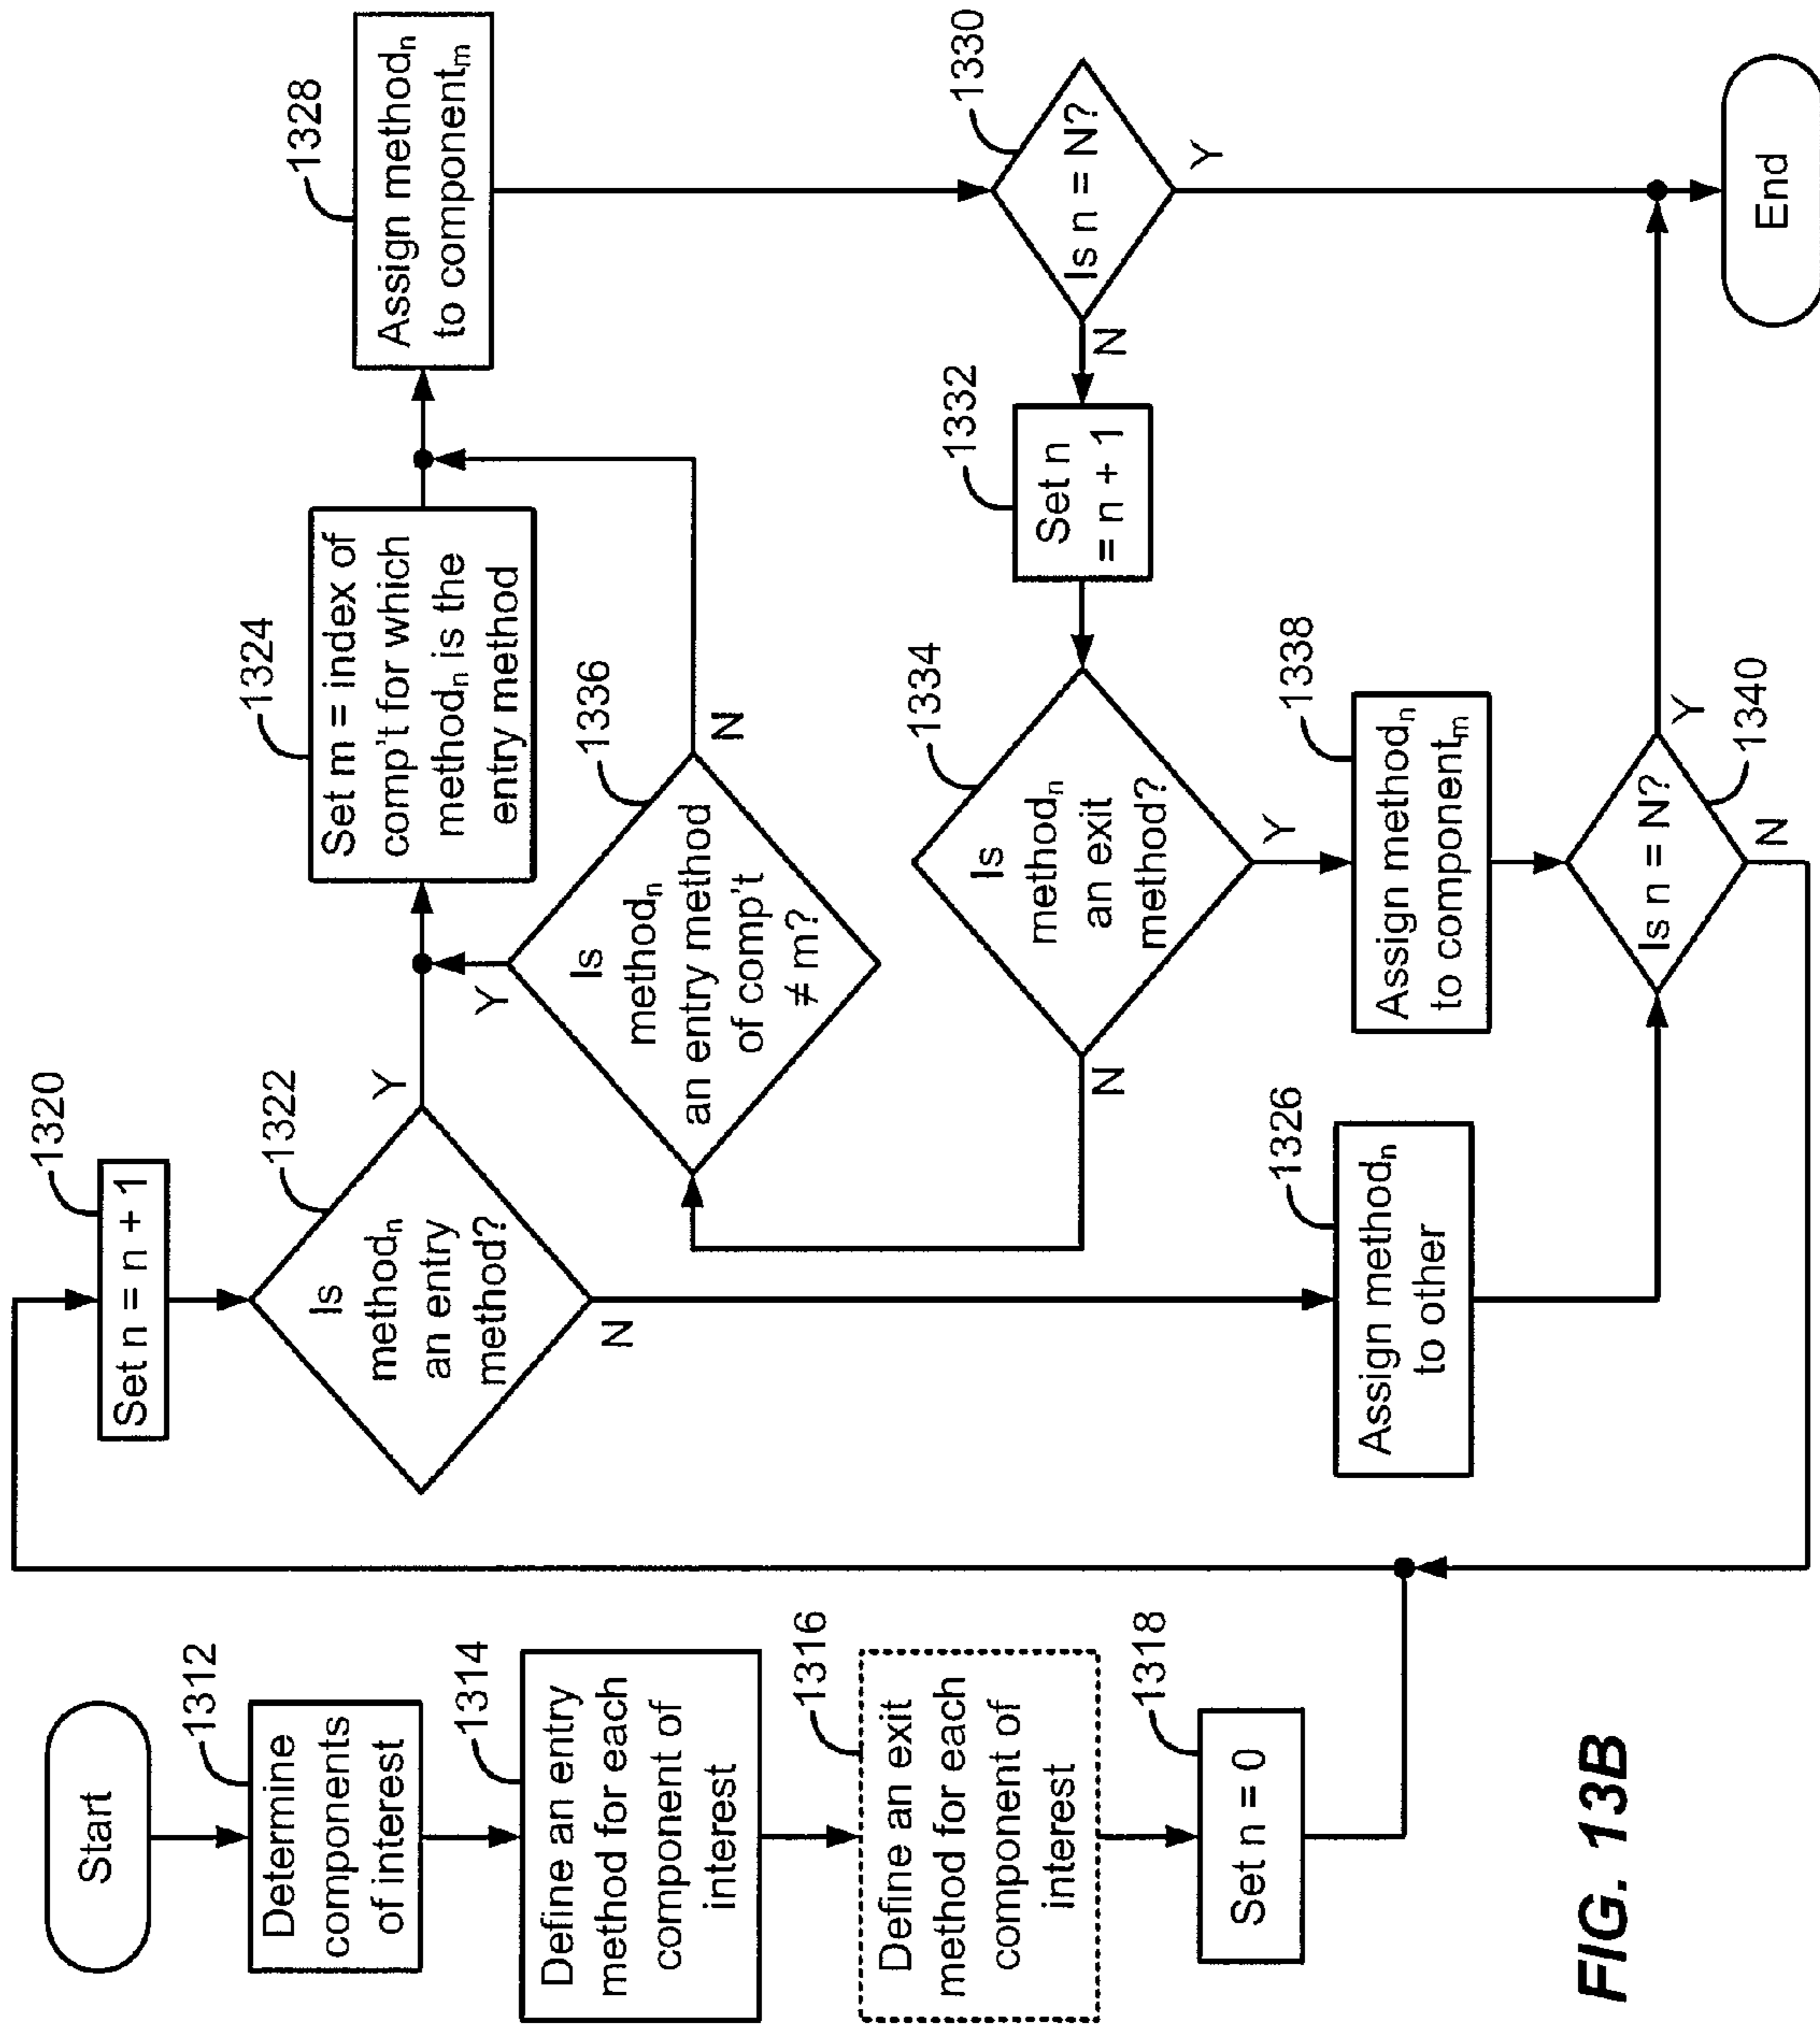 Start
1312
Determine
components
of interest
1314
Define an entry
method for each
component of
interest
1316
Define an exit
method for each
component of
interest
1318
Set n = 0
1320
Set n = n + 1
1322
Is
methodₙ
an entry
method?
Y
N
1324
Set m = index of
comp't for which
methodₙ is the
entry method
1336
Is
methodₙ
an entry method
of comp't
≠ m?
Y
N
1328
Assign methodₙ
to componentₘ
1330
Is n = N?
Y
N
1332
Set n
= n + 1
1334
Is
methodₙ
an exit
method?
Y
N
1338
Assign methodₙ
to componentₘ
1326
Assign methodₙ
to other
1340
Is n = N?
Y
N
End
FIG. 13B